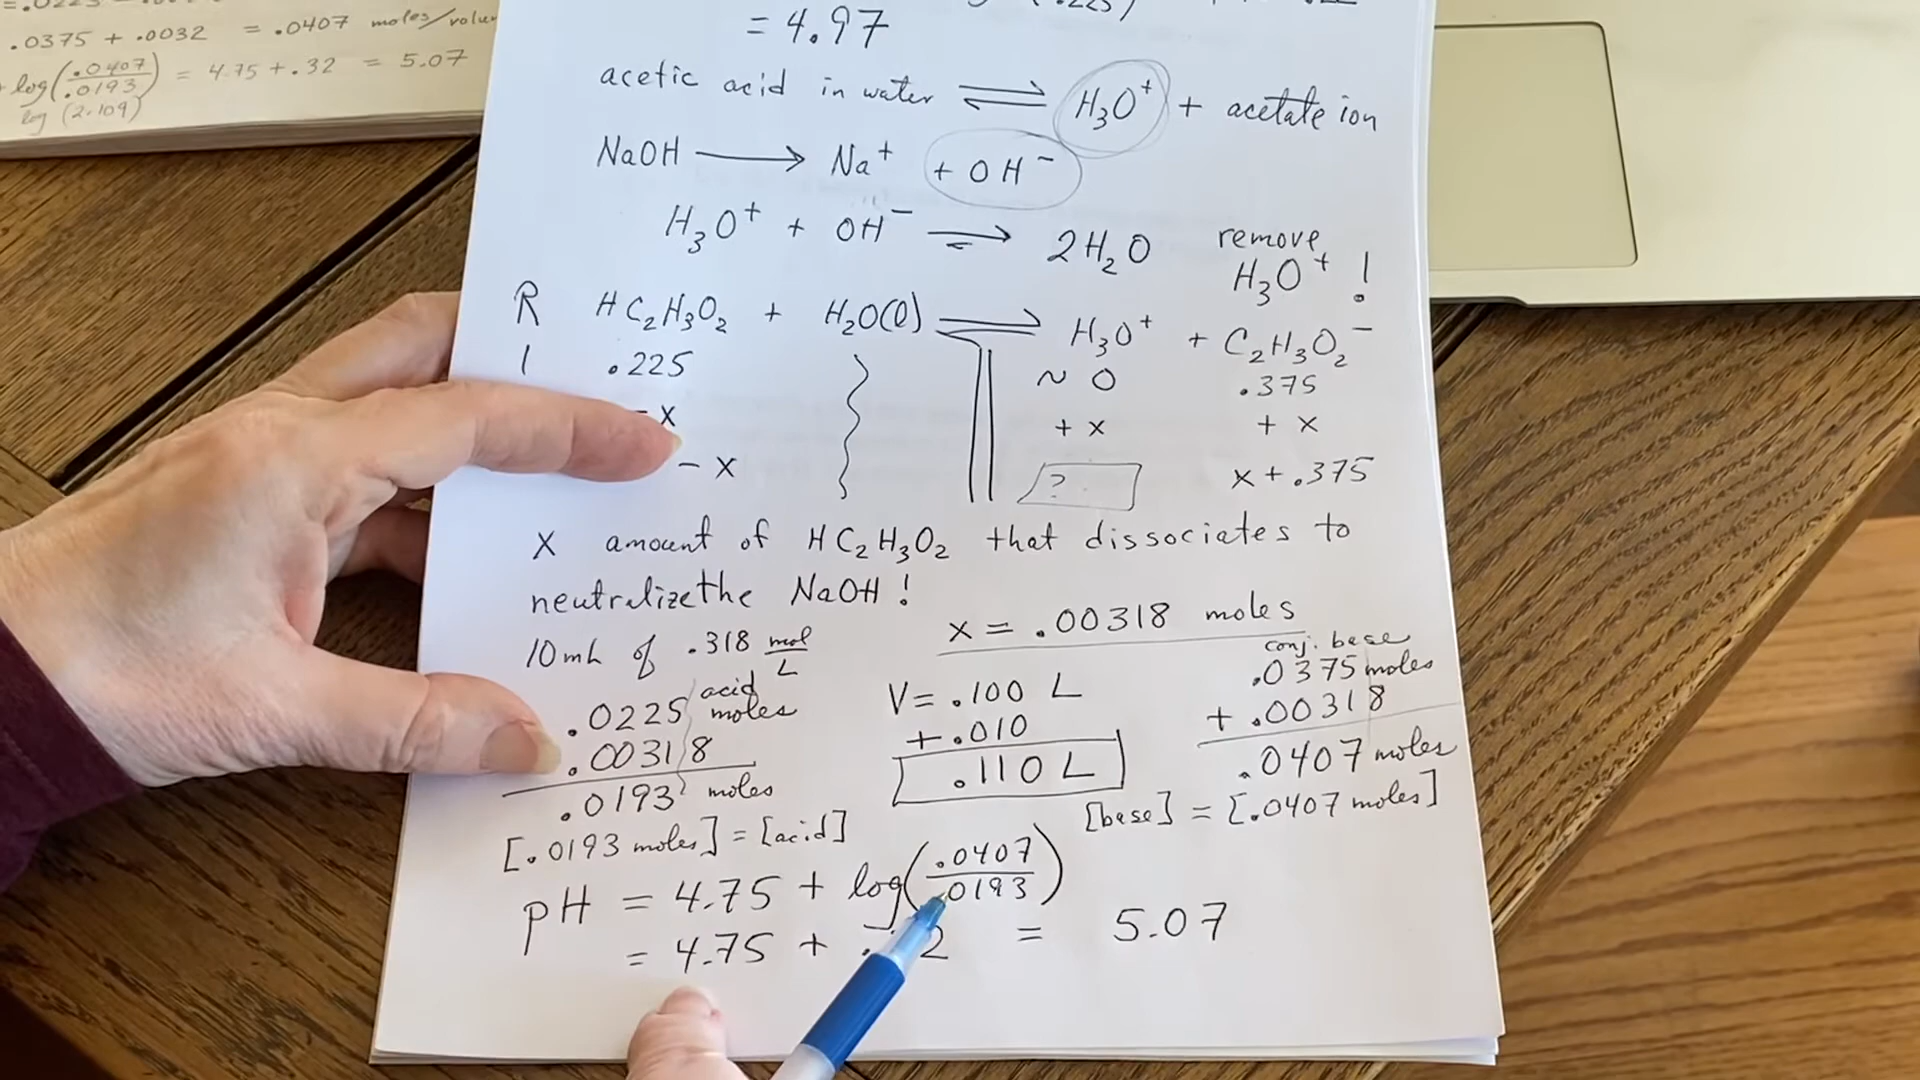 .0375 + .0032 = .0407 moles/
log(.0407/.0193) = 4.75 + .32 = 5.07
log (2.109)
= 4.97
acetic acid in water ⇌ H₃O⁺ + acetate ion
NaOH ⟶ Na⁺ + OH⁻
H₃O⁺ + OH⁻ ⇌ 2H₂O
remove
H₃O⁺ !
R HC₂H₃O₂ + H₂O(l) ⇌ H₃O⁺ + C₂H₃O₂⁻
I .225 ~ 0 .375
- x + x + x
- x ? x + .375
X amount of HC₂H₃O₂ that dissociates to
neutralize the NaOH !
10mL of .318 mol/L
x = .00318 moles
.0225 acid moles
.00318
.0193 moles
[.0193 moles] = [acid]
V = .100 L
+ .010
.110 L
conj. base
.0375 moles
+ .00318
.0407 moles
[base] = [.0407 moles]
pH = 4.75 + log(.0407/.0193)
= 4.75 + 2 = 5.07